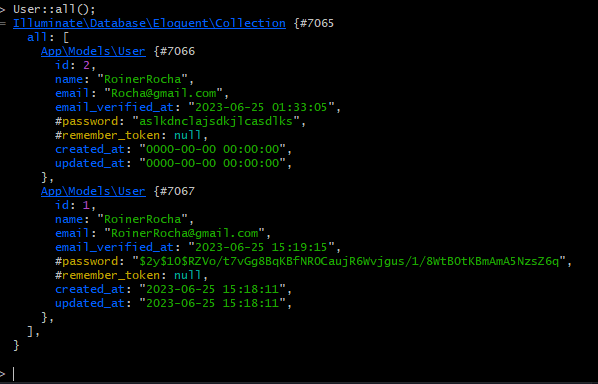 > User::all();
= Illuminate\Database\Eloquent\Collection {#7065
all: [
App\Models\User {#7066
id: 2,
name: "RoinerRocha",
email: "Rocha@gmail.com",
email_verified_at: "2023-06-25 01:33:05",
#password: "aslkdnclajsdkjlcasdlks",
#remember_token: null,
created_at: "0000-00-00 00:00:00",
updated_at: "0000-00-00 00:00:00",
},
App\Models\User {#7067
id: 1,
name: "RoinerRocha",
email: "RoinerRocha@gmail.com",
email_verified_at: "2023-06-25 15:19:15",
#password: "$2y$10$RZVo/t7vGg8BqKBfNROCaujR6Wvjgus/1/8WtBOtKBmAmA5NzsZ6q",
#remember_token: null,
created_at: "2023-06-25 15:18:11",
updated_at: "2023-06-25 15:18:11",
},
],
}
>